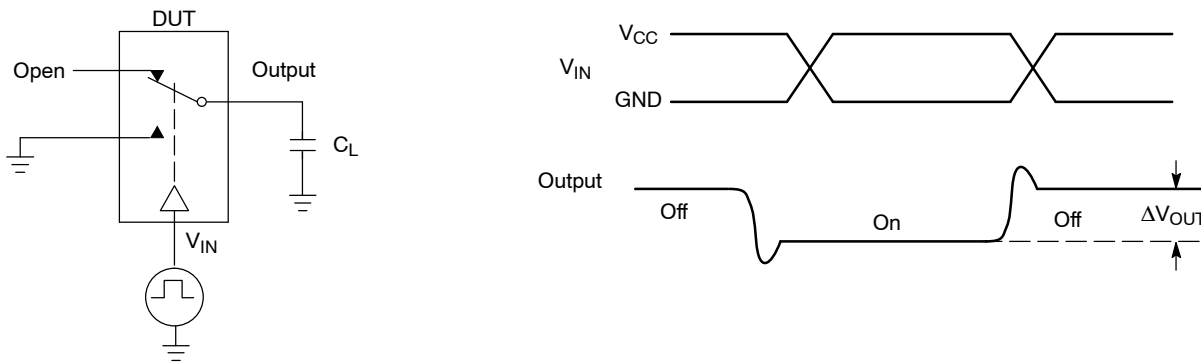 DUT
Open
Output
C_L
V_IN
V_CC
V_IN
GND
Output
Off
On
Off
ΔV_OUT